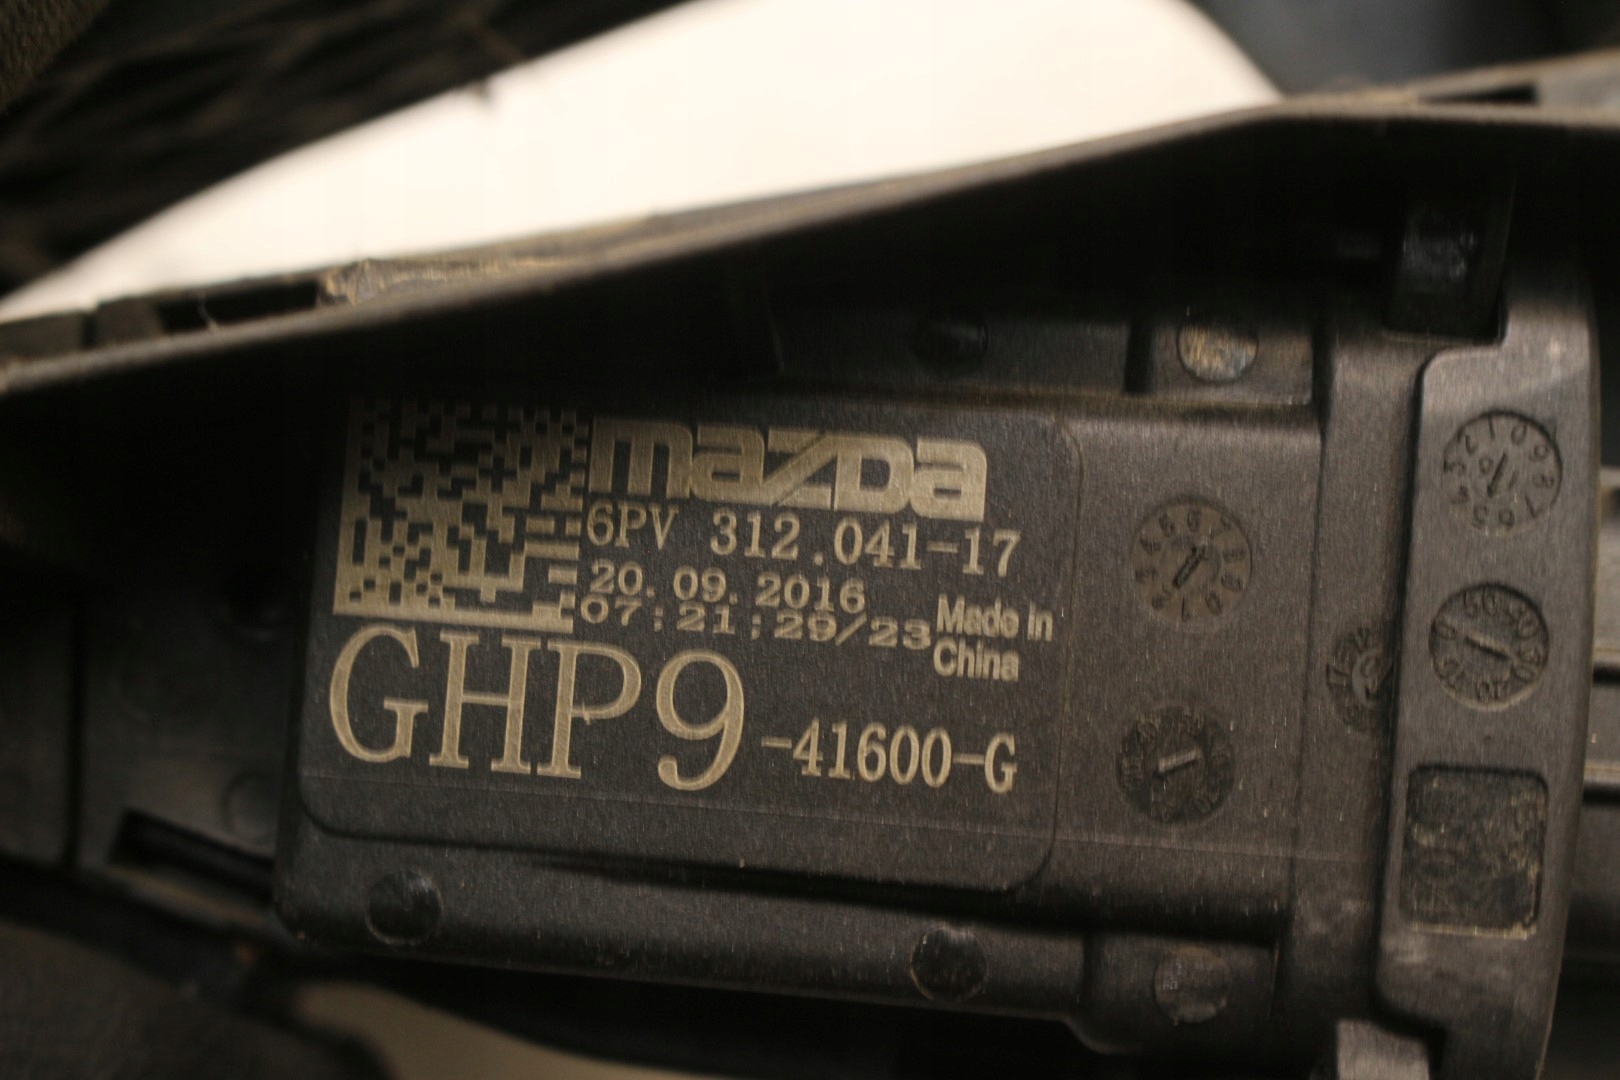 mazda
6PV 312.041-17
20.09.2016
07:21:29/23
Made in
China
GHP9-41600-G